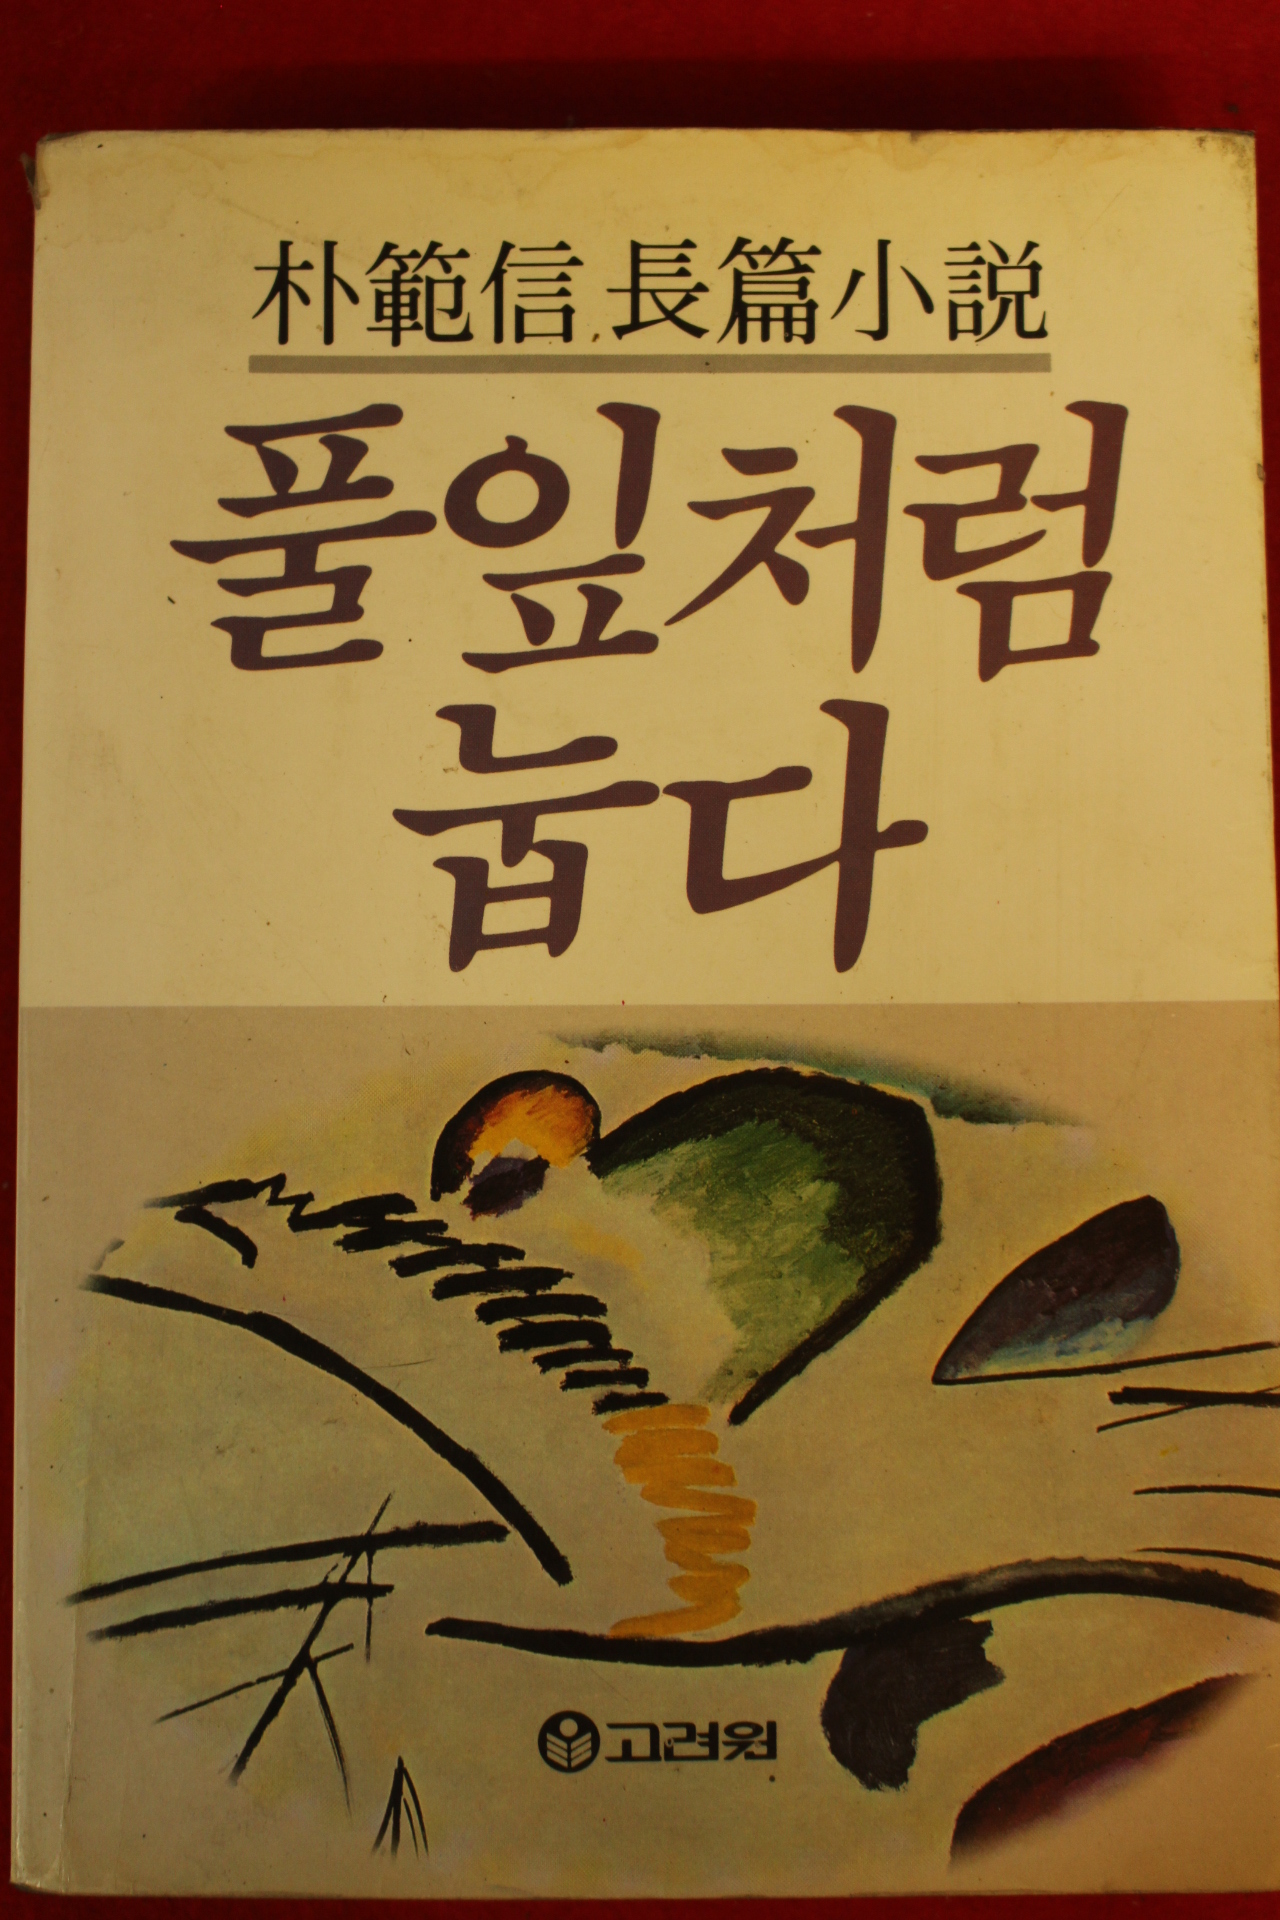 朴範信 長篇小説
풀잎처럼
눕다
고려원